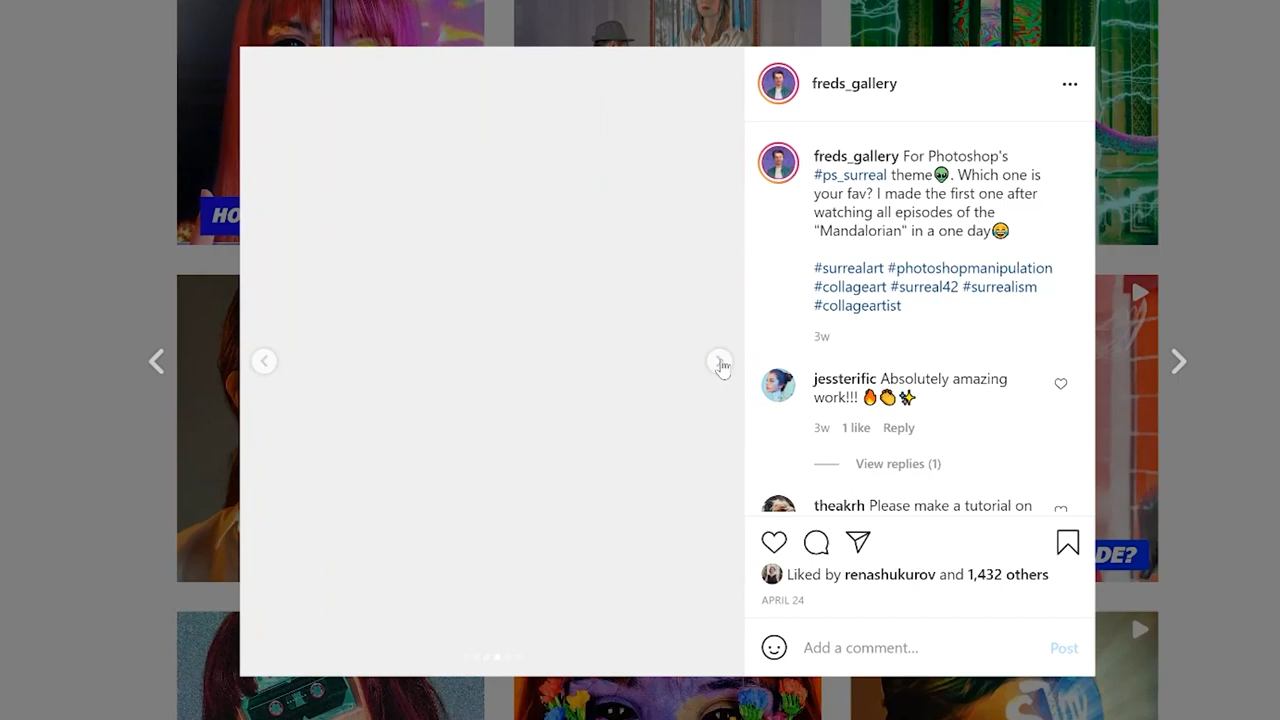 HO
freds_gallery
freds_gallery For Photoshop's
#ps_surreal theme👽. Which one is
your fav? I made the first one after
watching all episodes of the
"Mandalorian" in a one day😂
#surrealart #photoshopmanipulation
#collageart #surreal42 #surrealism
#collageartist
3w
jessterific Absolutely amazing
work!!! 🔥👏✨
3w 1 like Reply
View replies (1)
theakrh Please make a tutorial on
DE?
Liked by renashukurov and 1,432 others
APRIL 24
Add a comment... Post